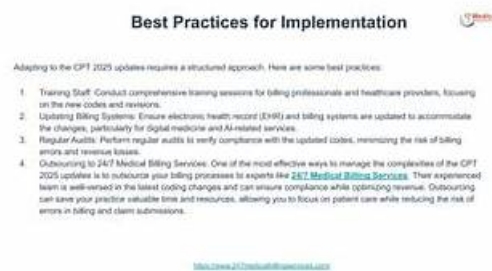 Best Practices for Implementation
Adapting to the CPT 2025 updates requires a structured approach. Here are some best practices:
1. Training Staff: Conduct comprehensive training sessions for billing professionals and healthcare providers, focusing
on the new codes and revisions.
2. Updating Billing Systems: Ensure electronic health record (EHR) and billing systems are updated to accommodate
the changes, particularly for digital medicine and AI-related services.
3. Regular Audits: Perform regular audits to verify compliance with the updated codes, minimizing the risk of billing
errors and revenue losses.
4. Outsourcing to 24/7 Medical Billing Services: One of the most effective ways to manage the complexities of the CPT
2025 updates is to outsource your billing processes to experts like 24/7 Medical Billing Services. Their experienced
team is well-versed in the latest coding changes and can ensure compliance while optimizing revenue. Outsourcing
can save your practice valuable time and resources, allowing you to focus on patient care while reducing the risk of
errors in billing and claim submissions.
https://www.247medicalbillingservices.com/